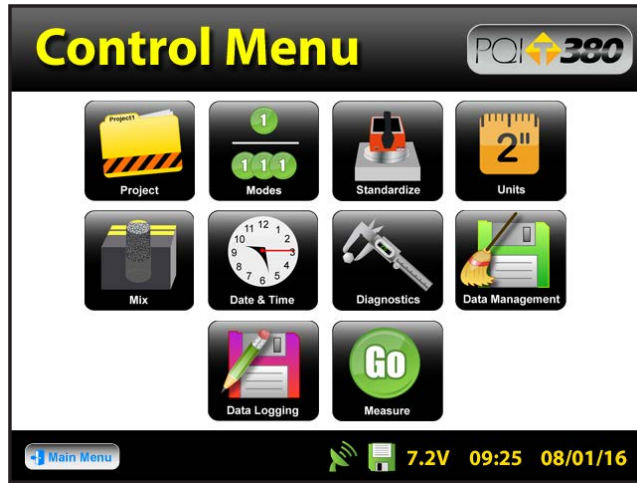 Control Menu
PQI T 380
Project1
Project
1
1 1 1
Modes
Standardize
2"
Units
Mix
12
11 1
10 2
9 3
8 4
7 6 5
Date & Time
Diagnostics
Data Management
Data Logging
Go
Measure
Main Menu
7.2V 09:25 08/01/16